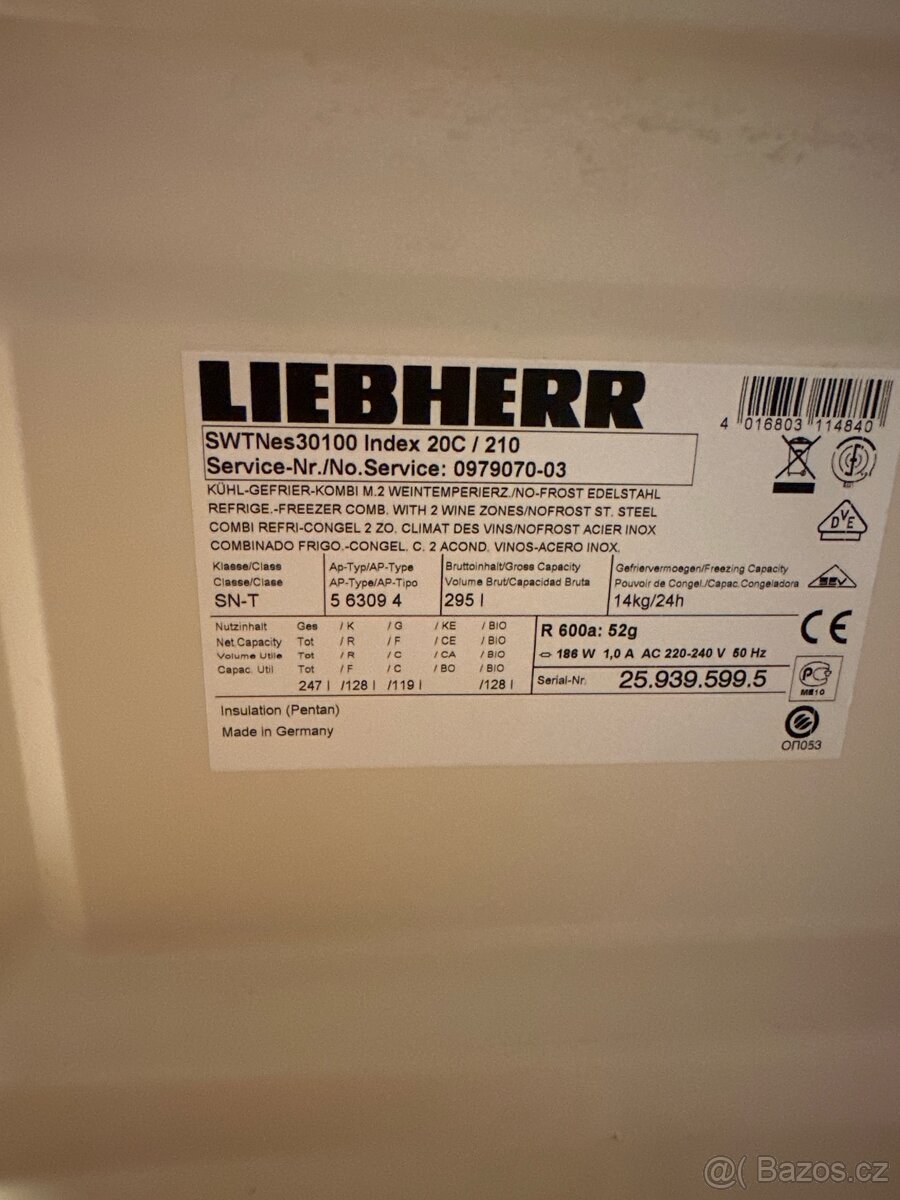 LIEBHERR
4 016803 114840
SWTNes30100 Index 20C / 210
Service-Nr./No.Service: 0979070-03
KÜHL-GEFRIER-KOMBI M.2 WEINTEMPERIERZ./NO-FROST EDELSTAHL
REFRIGE.-FREEZER COMB. WITH 2 WINE ZONES/NOFROST ST. STEEL
COMBI REFRI-CONGEL 2 ZO. CLIMAT DES VINS/NOFROST ACIER INOX
COMBINADO FRIGO.-CONGEL. C. 2 ACOND. VINOS-ACERO INOX.
DVE
SEV
Klasse/Class Ap-Typ/AP-Type Bruttoinhalt/Gross Capacity Gefriervermoegen/Freezing Capacity
Classe/Clase AP-Type/AP-Tipo Volume Brut/Capacidad Bruta Pouvoir de Congel./Capac.Congeladora
SN-T 5 6309 4 295 l 14kg/24h
CE
Nutzinhalt Ges / K / G / KE / BIO
Net.Capacity Tot / R / F / CE / BIO
Volume Utile Tot / R / C / CA / BIO
Capac. Util Tot / F / C / BO / BIO
247 l /128 l /119 l /128 l
R 600a: 52g
186 W 1,0 A AC 220-240 V 50 Hz
Serial-Nr. 25.939.599.5
ME10
ОП053
Insulation (Pentan)
Made in Germany
@( Bazos.cz